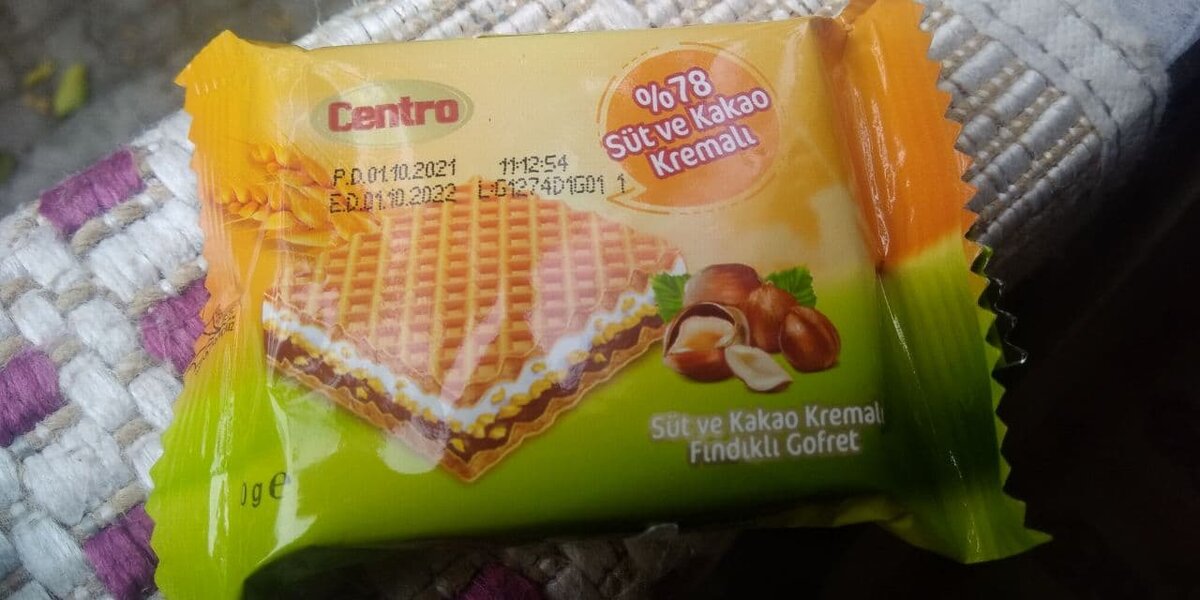 Centro
%78
Süt ve Kakao
Kremalı
P.D.01.10.2021 11:12:54
E.D.01.10.2022 L:G1274D1G01 1
Süt ve Kakao Kremalı
Fındıklı Gofret
0 g e